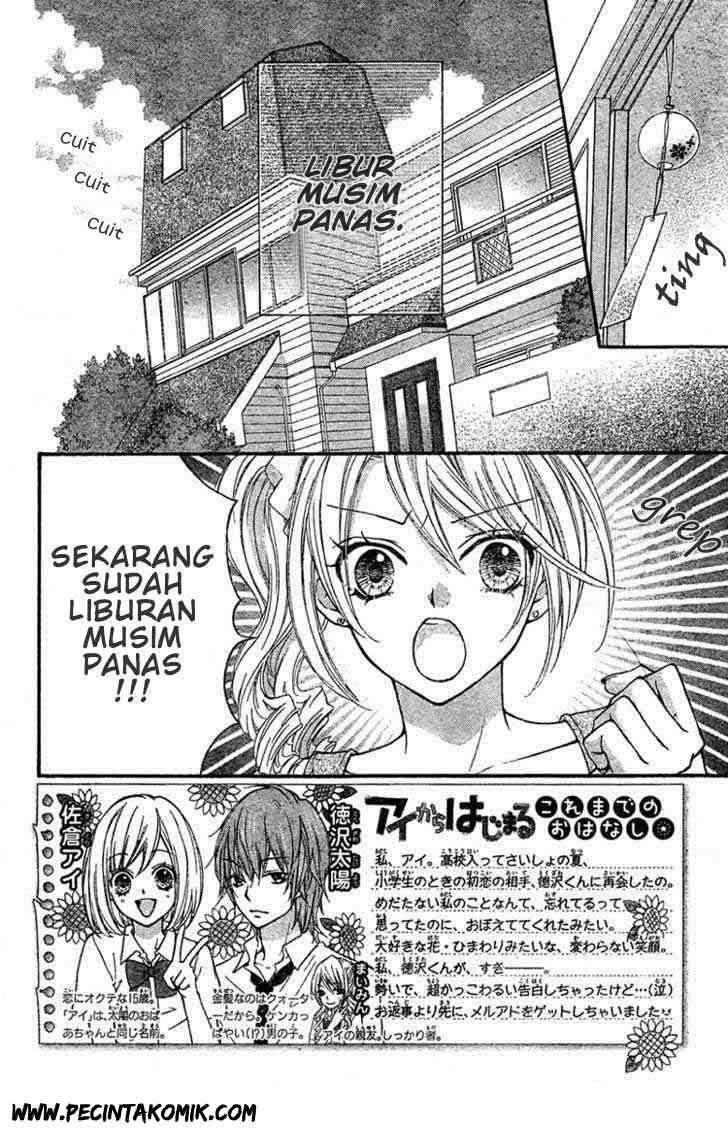 cuit
cuit
cuit
LIBUR
MUSIM
PANAS.
ting
SEKARANG
SUDAH
LIBURAN
MUSIM
PANAS
!!!
grep
佐倉アイ
徳沢太陽
まいみん
恋にオクテな15歳。
「アイ」は、太陽のおば
あちゃんと同じ名前。
金髪なのはクォータ
ーだから。ケンカっ
ぱやい(!?)男の子。
アイの親友。しっかり者。
アイからはじまる
これまでの
おはなし
私、アイ。高校入ってさいしょの夏、
小学生のときの初恋の相手、徳沢くんに再会したの。
めだたない私のことなんて、忘れてるって
思ってたのに、おぼえててくれたみたい。
大好きな花・ひまわりみたいな、変わらない笑顔。
私、徳沢くんが、すきー。
勢いで、超かっこわるい告白しちゃったけど…(泣)
お返事より先に、メルアドをゲットしちゃいました
www.PECINTAKOMIK.com